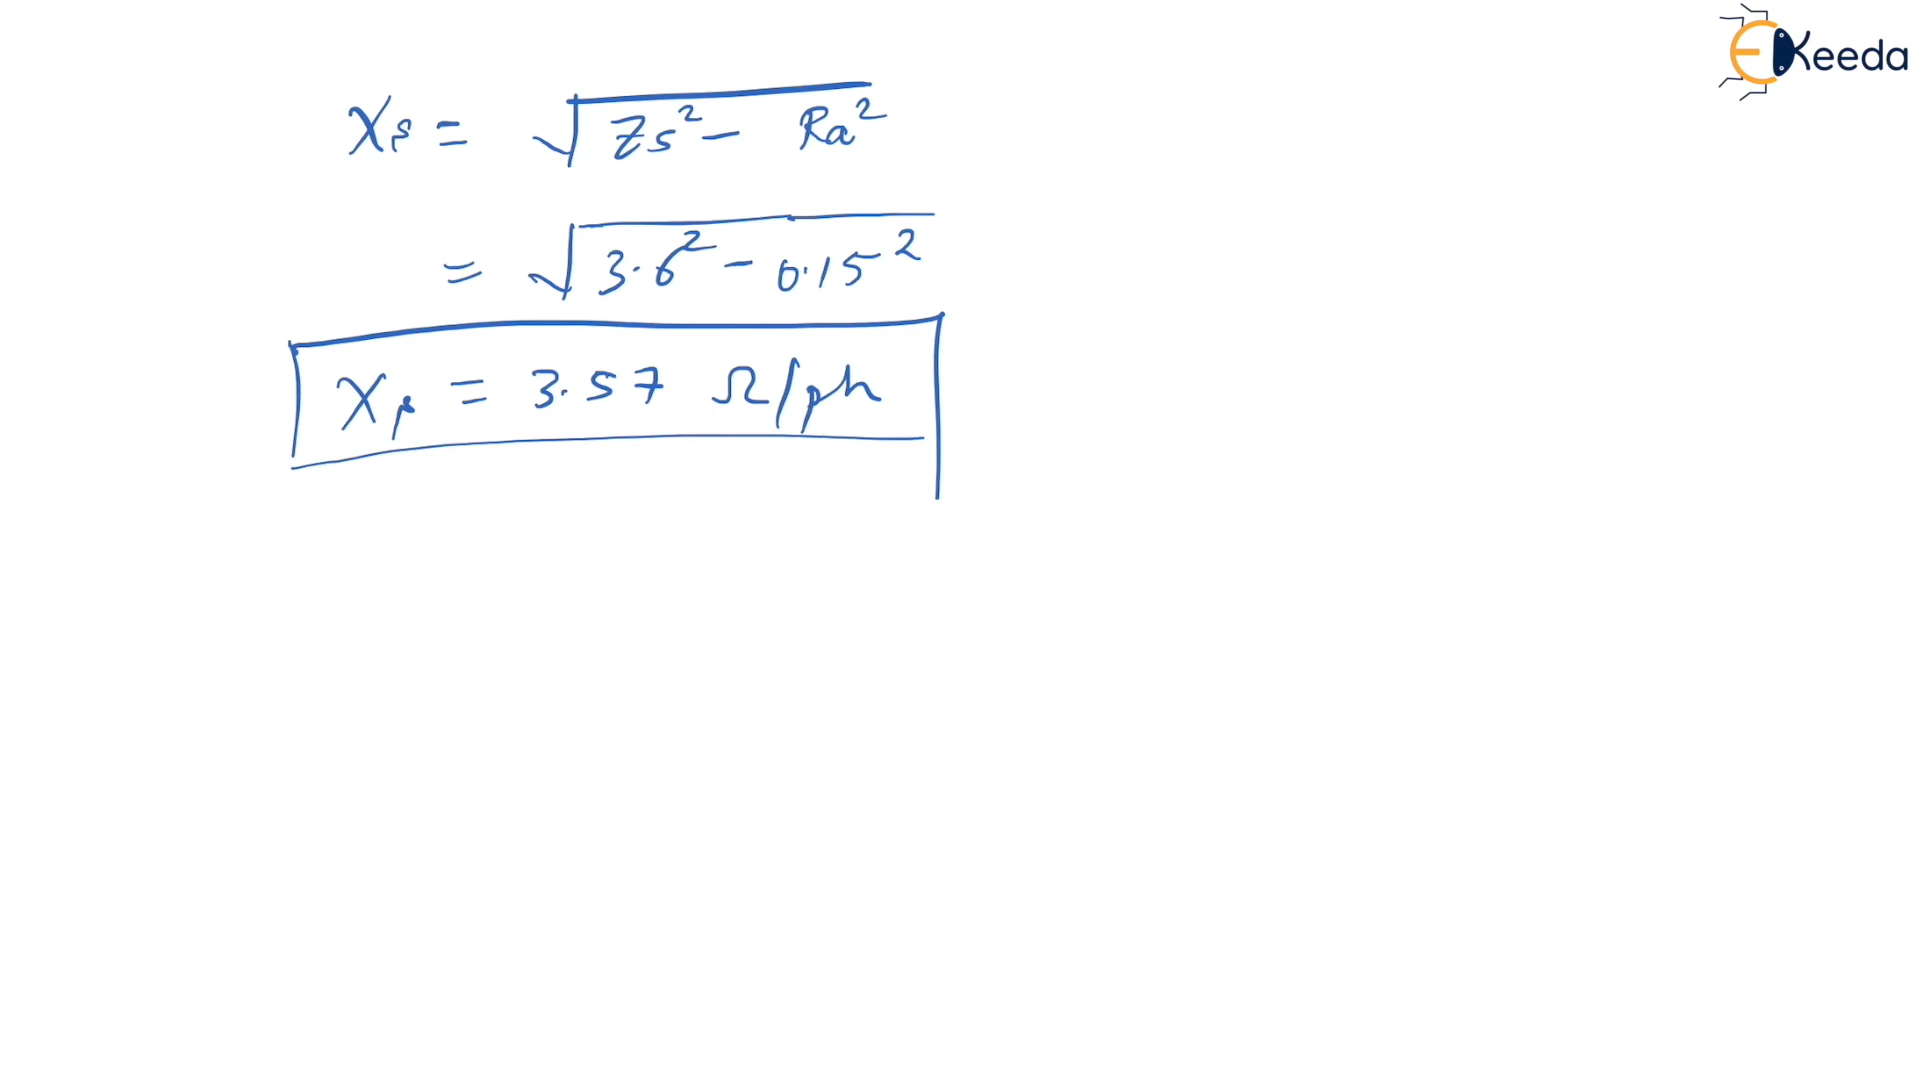 EKeeda
Xs = √Zs² - Ra²
= √3.6² - 0.15²
Xs = 3.57 Ω/ph